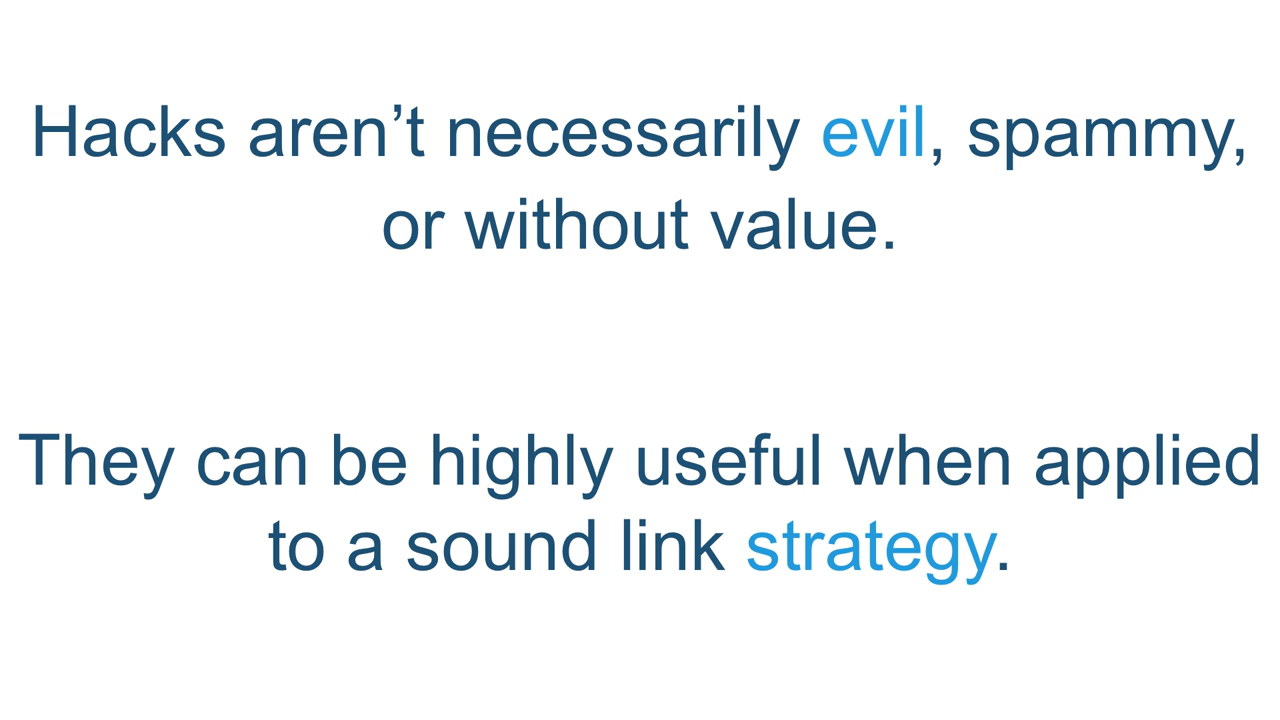 Hacks aren’t necessarily evil, spammy,
or without value.
They can be highly useful when applied
to a sound link strategy.